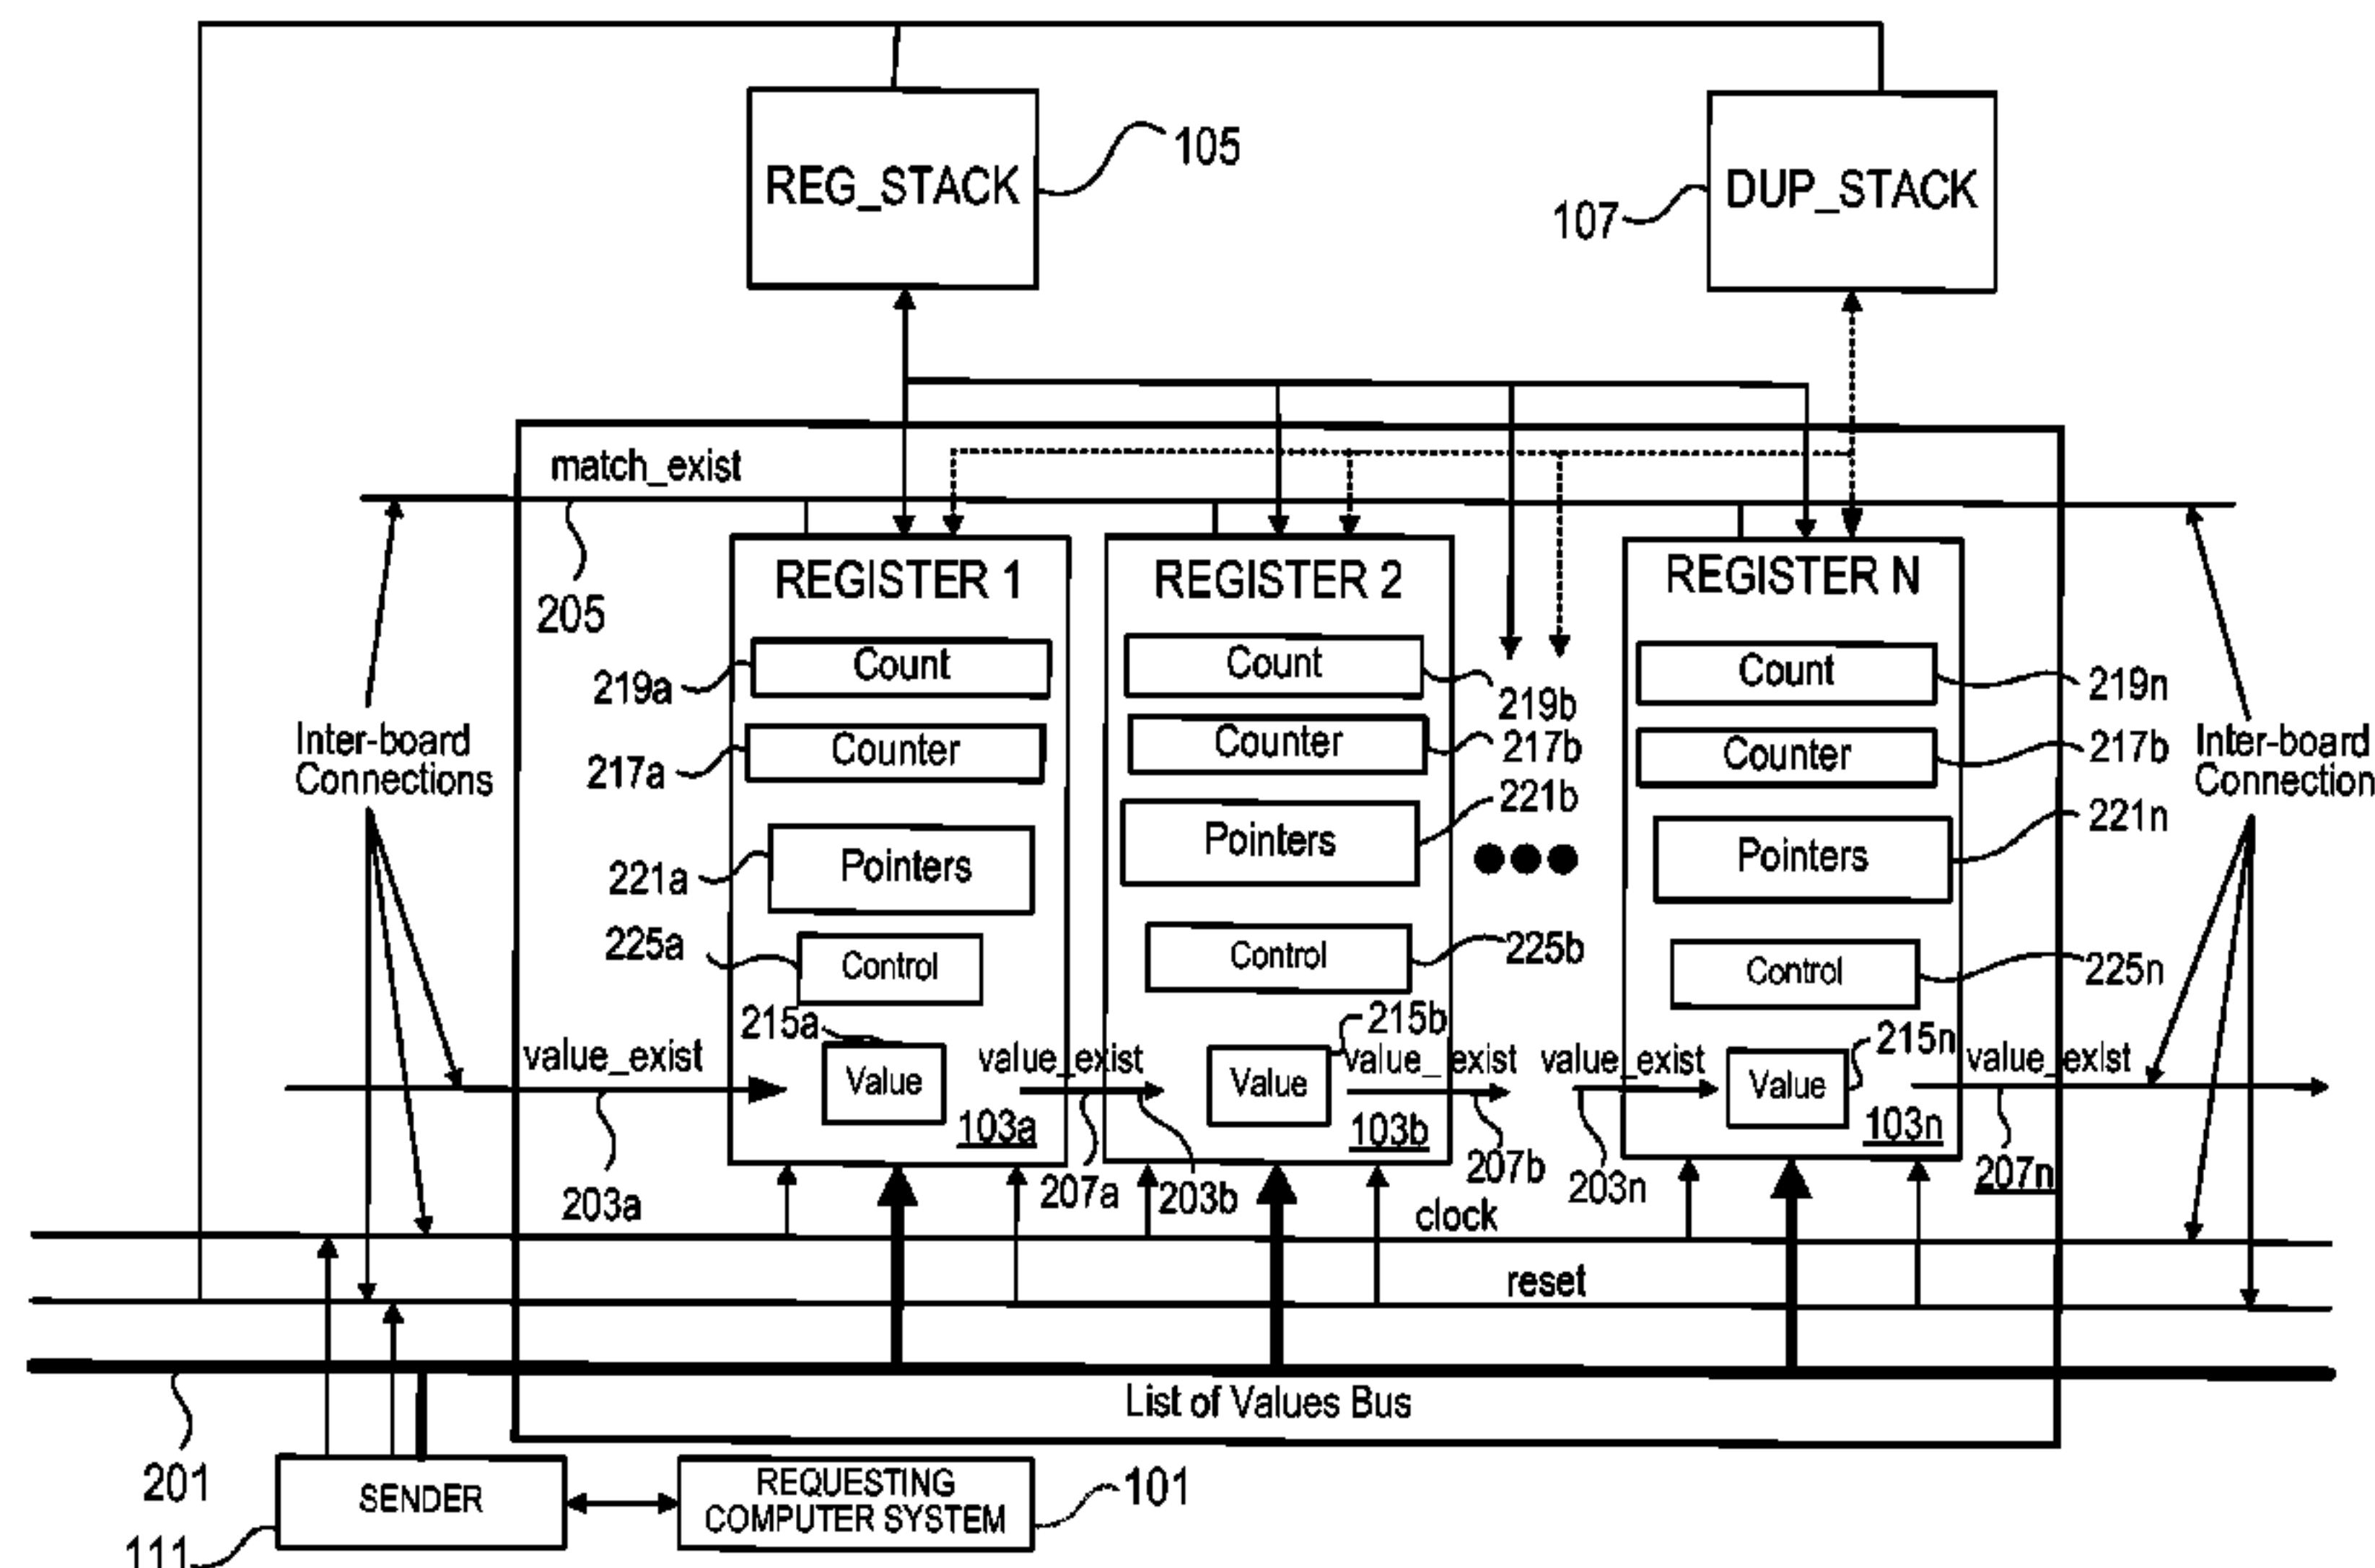 REG_STACK
105
DUP_STACK
107
match_exist
205
REGISTER 1
REGISTER 2
REGISTER N
Count
Count
Count
219a
219b
219n
Counter
Counter
Counter
217a
217b
217b
Inter-board
Connections
Inter-board
Connection
Pointers
Pointers
Pointers
221a
221b
221n
Control
Control
Control
225a
225b
225n
215a
215b
215n
value_exist
value_exist
value_exist
value_exist
value_exist
Value
Value
Value
103a
103b
103n
203a
207a
203b
207b
203n
207n
clock
reset
List of Values Bus
201
SENDER
REQUESTING
COMPUTER SYSTEM
101
111